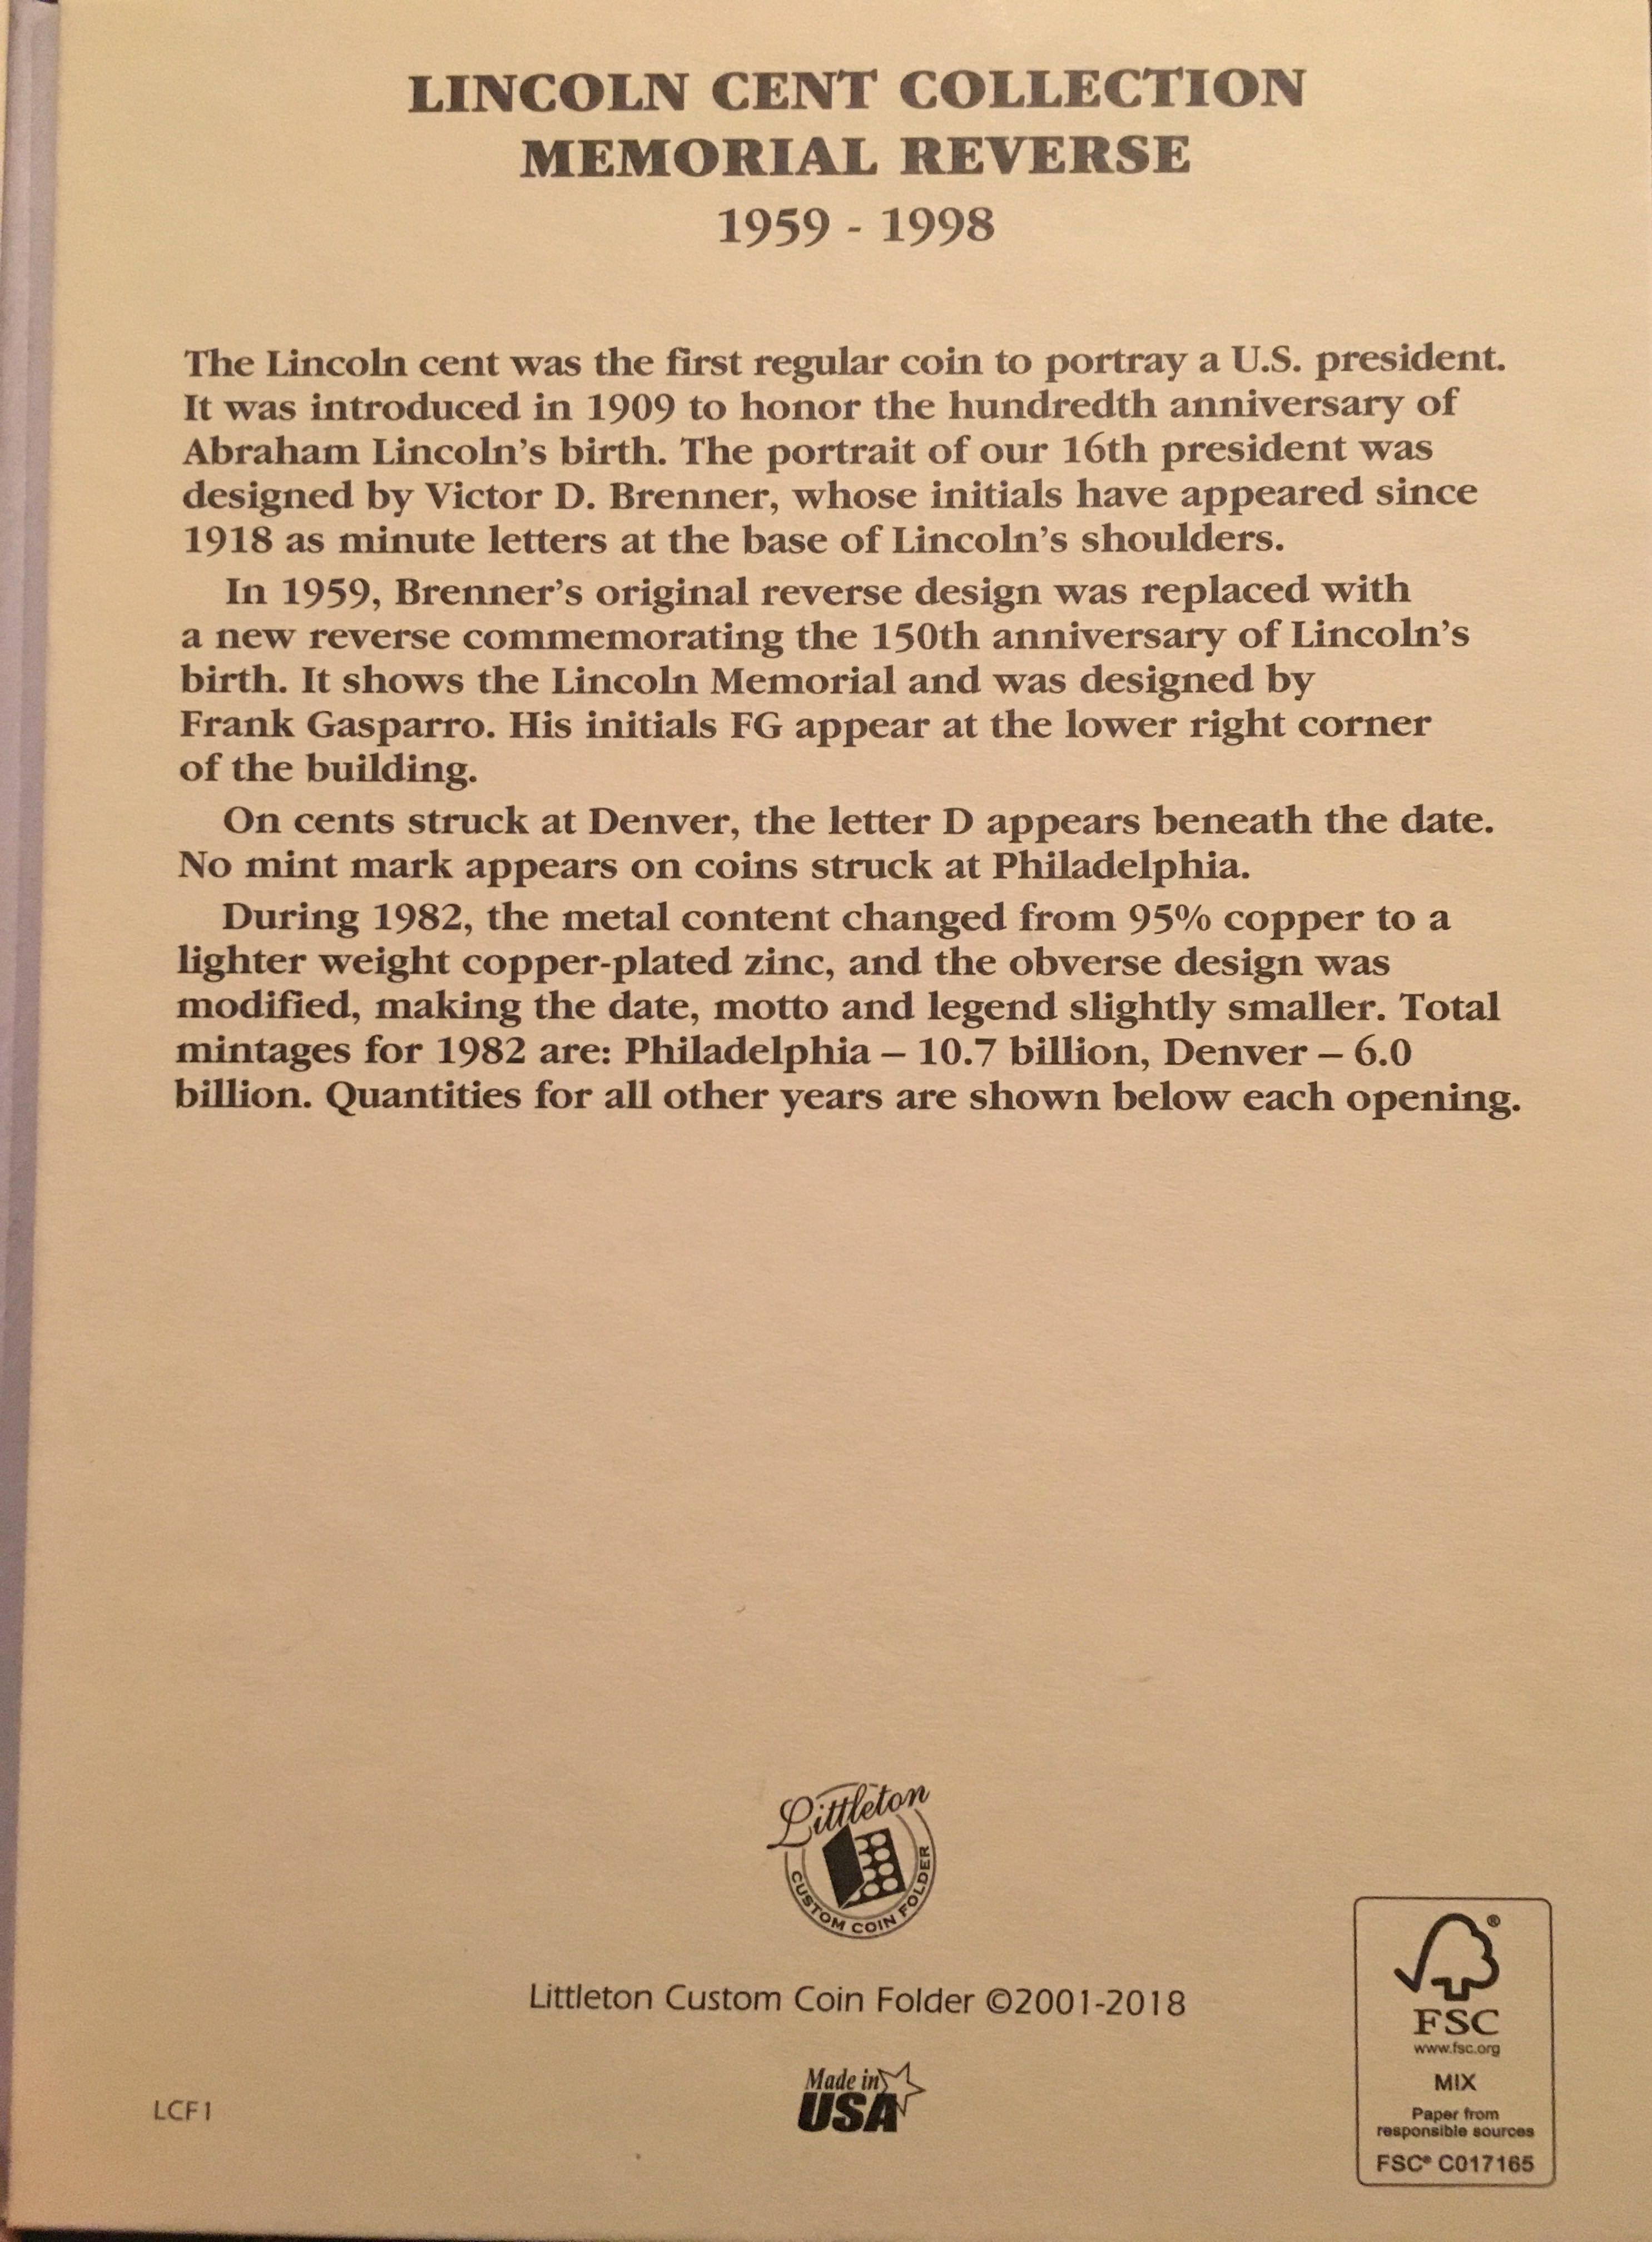 LINCOLN CENT COLLECTION
MEMORIAL REVERSE
1959 - 1998
The Lincoln cent was the first regular coin to portray a U.S. president.
It was introduced in 1909 to honor the hundredth anniversary of
Abraham Lincoln's birth. The portrait of our 16th president was
designed by Victor D. Brenner, whose initials have appeared since
1918 as minute letters at the base of Lincoln's shoulders.
In 1959, Brenner's original reverse design was replaced with
a new reverse commemorating the 150th anniversary of Lincoln's
birth. It shows the Lincoln Memorial and was designed by
Frank Gasparro. His initials FG appear at the lower right corner
of the building.
On cents struck at Denver, the letter D appears beneath the date.
No mint mark appears on coins struck at Philadelphia.
During 1982, the metal content changed from 95% copper to a
lighter weight copper-plated zinc, and the obverse design was
modified, making the date, motto and legend slightly smaller. Total
mintages for 1982 are: Philadelphia – 10.7 billion, Denver – 6.0
billion. Quantities for all other years are shown below each opening.
Littleton
CUSTOM COIN FOLDER
Littleton Custom Coin Folder ©2001-2018
Made in
USA
LCF1
®
FSC
www.fsc.org
MIX
Paper from
responsible sources
FSC® C017165